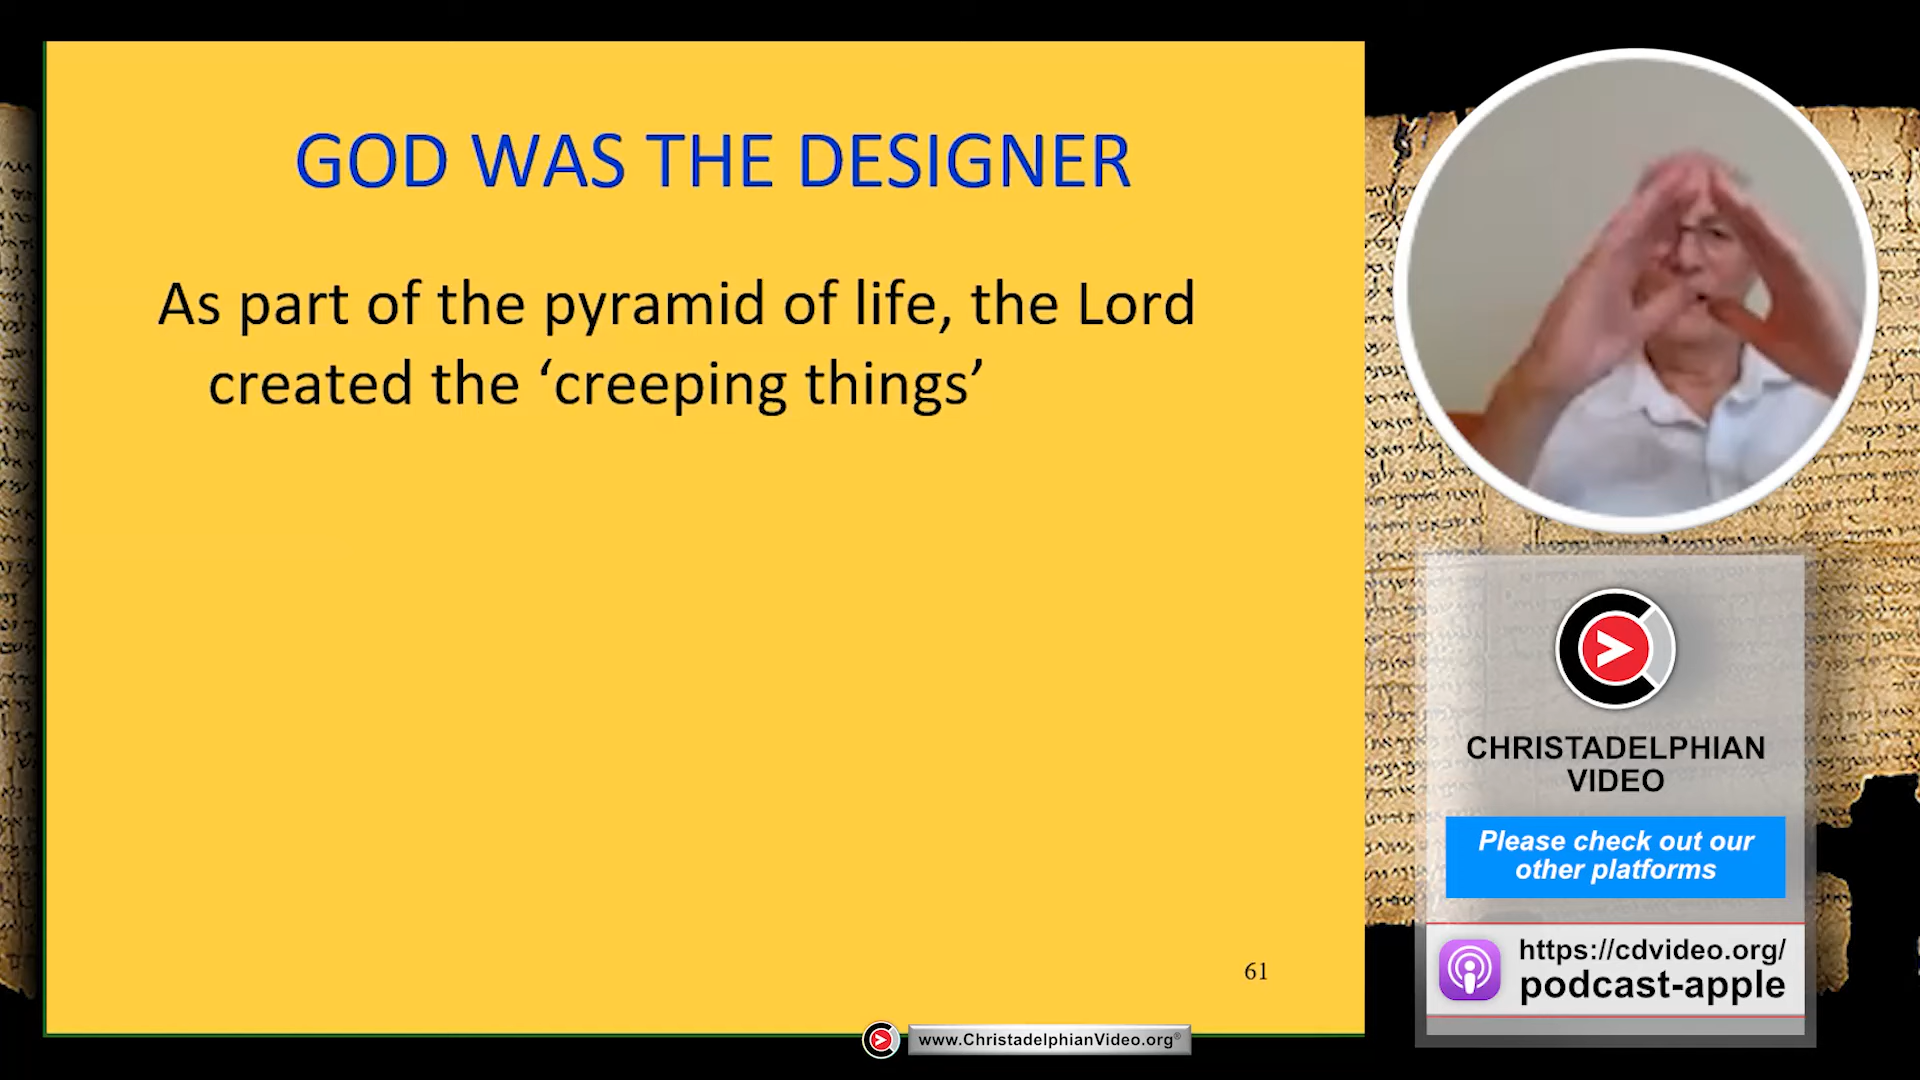 GOD WAS THE DESIGNER
As part of the pyramid of life, the Lord
created the ‘creeping things’
61
www.ChristadelphianVideo.org®
CHRISTADELPHIAN
VIDEO
Please check out our
other platforms
https://cdvideo.org/
podcast-apple